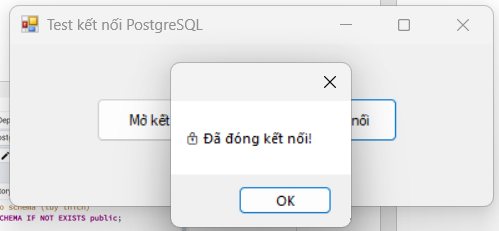 Test kết nối PostgreSQL
Mở kết
nối
🔒 Đã đóng kết nối!
OK
CHEMA IF NOT EXISTS public;